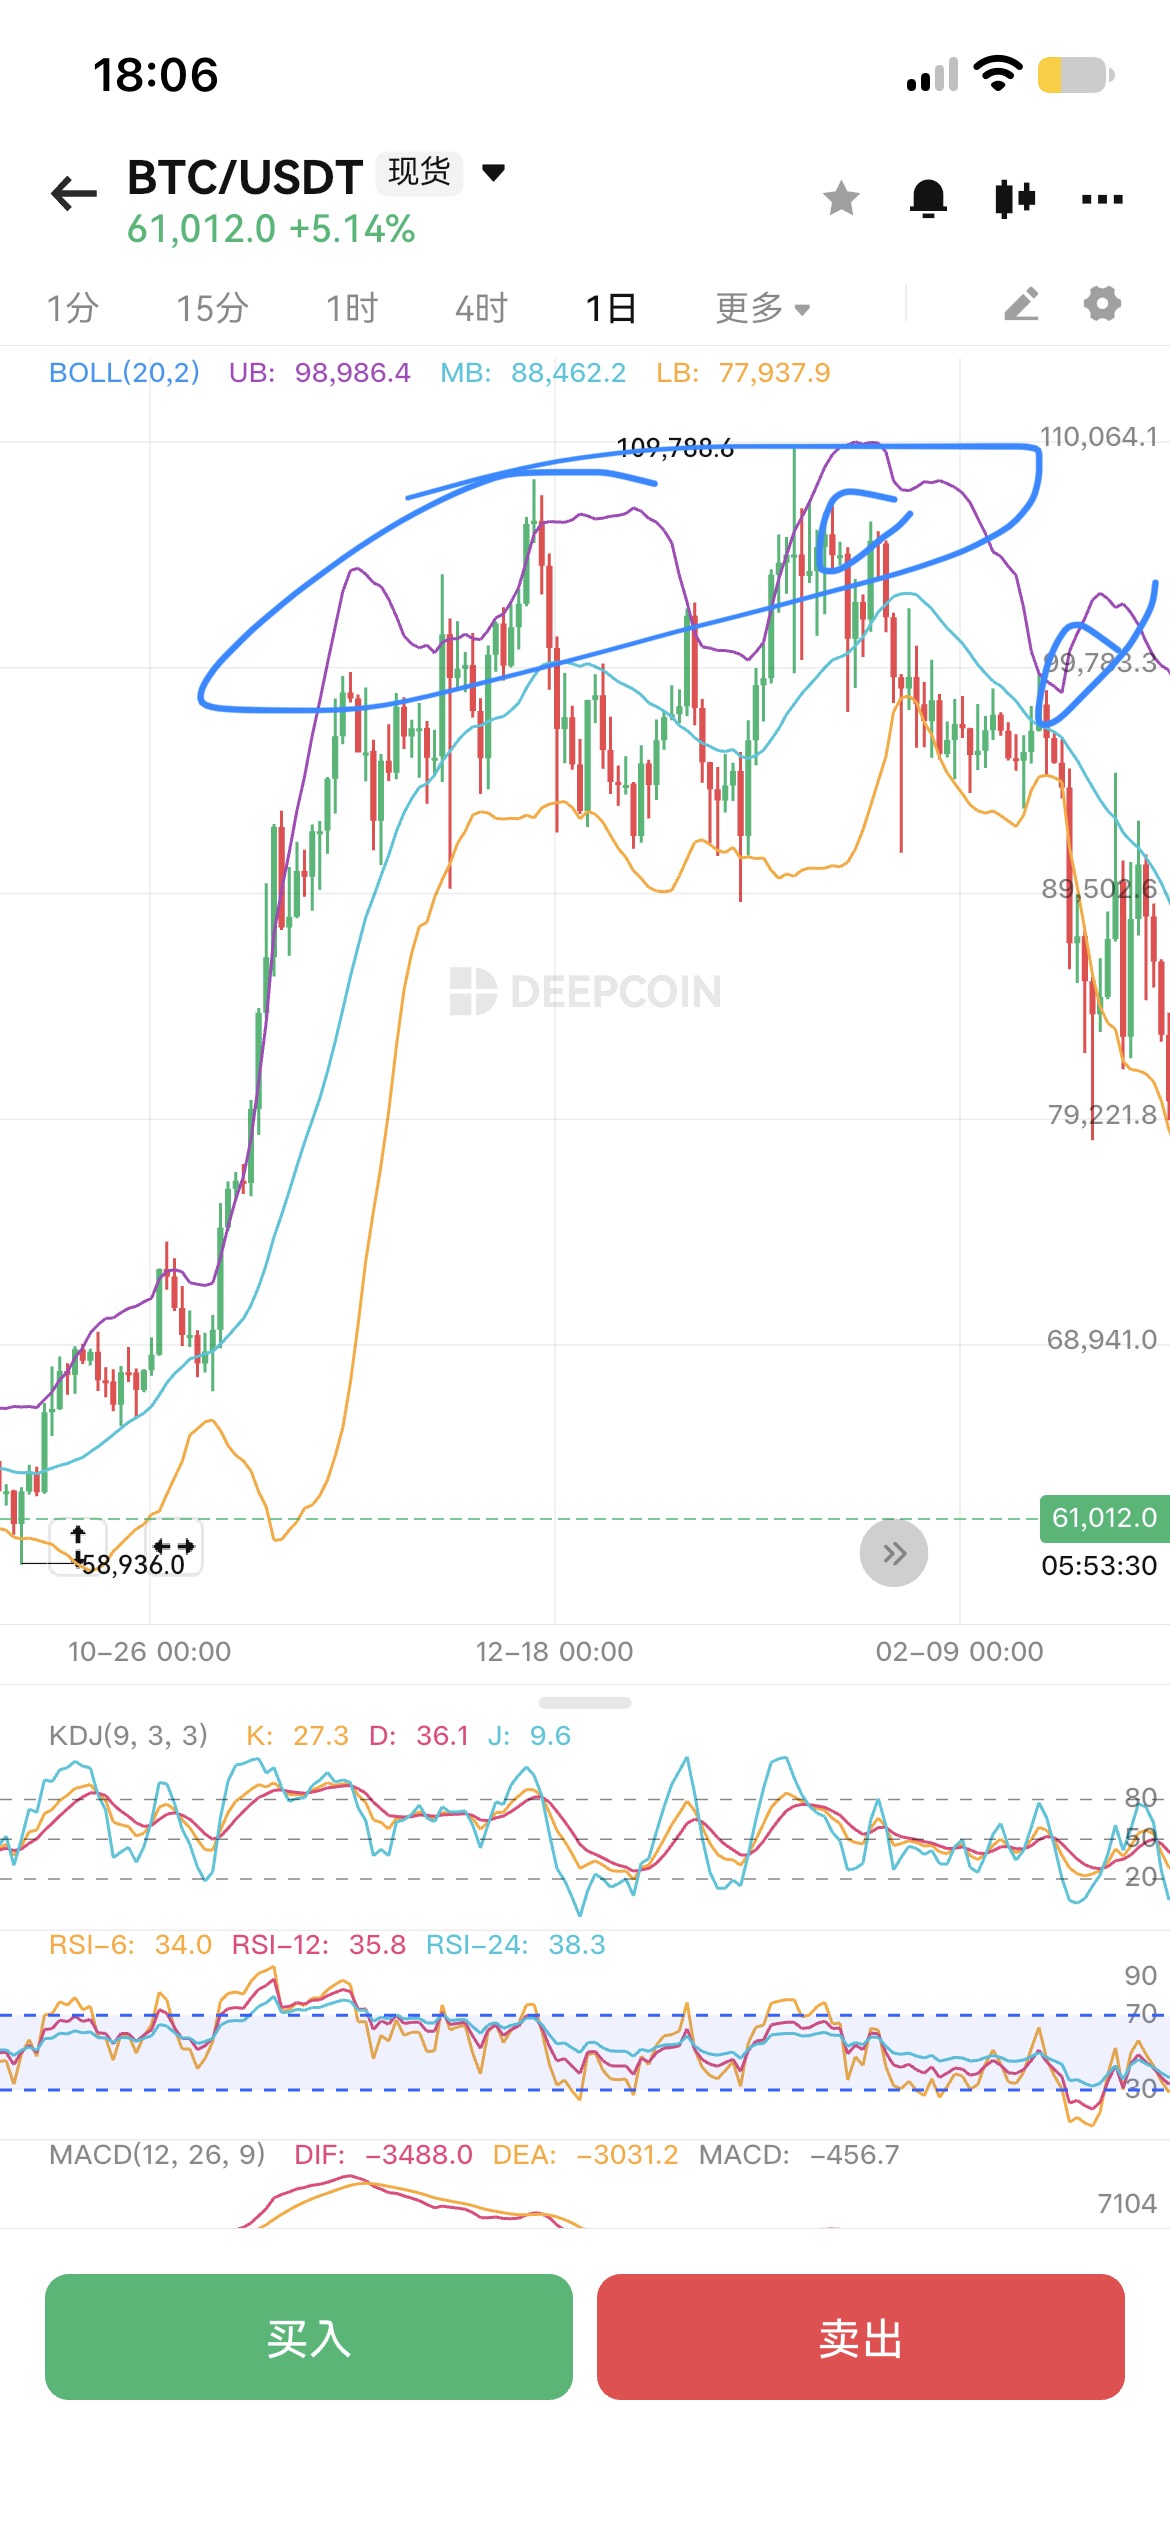 18:06
BTC/USDT 现货
61,012.0 +5.14%
1分 15分 1时 4时 1日 更多
BOLL(20,2) UB: 98,986.4 MB: 88,462.2 LB: 77,937.9
109,788.6
110,064.1
99,783.3
89,502.6
DEEPCOIN
79,221.8
68,941.0
61,012.0
58,936.0
05:53:30
10-26 00:00 12-18 00:00 02-09 00:00
KDJ(9, 3, 3) K: 27.3 D: 36.1 J: 9.6
80
50
20
RSI-6: 34.0 RSI-12: 35.8 RSI-24: 38.3
90
70
30
MACD(12, 26, 9) DIF: -3488.0 DEA: -3031.2 MACD: -456.7
7104
买入 卖出